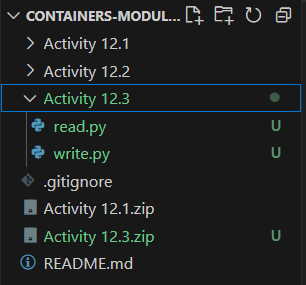 CONTAINERS-MODUL...
Activity 12.1
Activity 12.2
Activity 12.3
read.py U
write.py U
.gitignore
Activity 12.1.zip
Activity 12.3.zip U
README.md